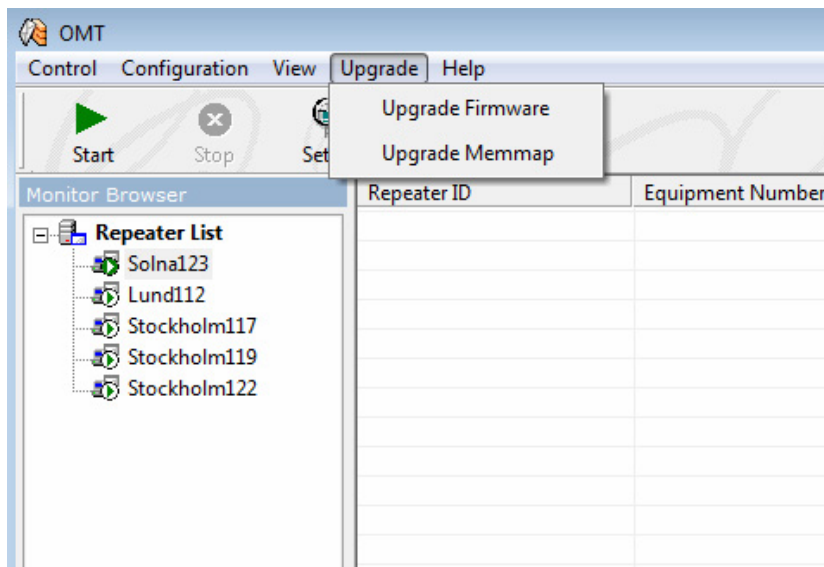 OMT
Control Configuration View Upgrade Help
Upgrade Firmware
Upgrade Memmap
Start Stop Set
Monitor Browser
Repeater ID Equipment Number
Repeater List
Solna123
Lund112
Stockholm117
Stockholm119
Stockholm122